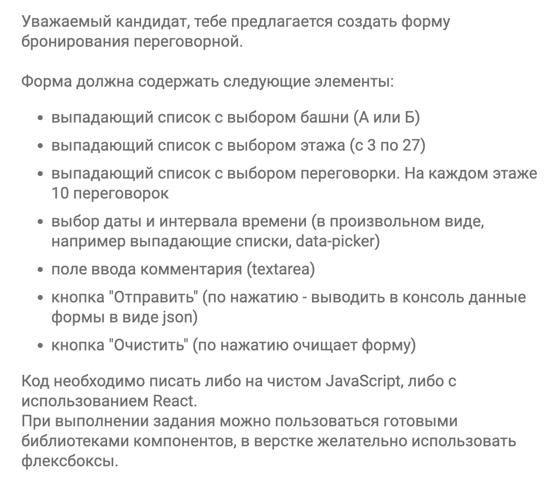 Уважаемый кандидат, тебе предлагается создать форму
бронирования переговорной.
Форма должна содержать следующие элементы:
• выпадающий список с выбором башни (А или Б)
• выпадающий список с выбором этажа (с 3 по 27)
• выпадающий список с выбором переговорки. На каждом этаже
10 переговорок
• выбор даты и интервала времени (в произвольном виде,
например выпадающие списки, data-picker)
• поле ввода комментария (textarea)
• кнопка "Отправить" (по нажатию - выводить в консоль данные
формы в виде json)
• кнопка "Очистить" (по нажатию очищает форму)
Код необходимо писать либо на чистом JavaScript, либо с
использованием React.
При выполнении задания можно пользоваться готовыми
библиотеками компонентов, в верстке желательно использовать
флексбоксы.